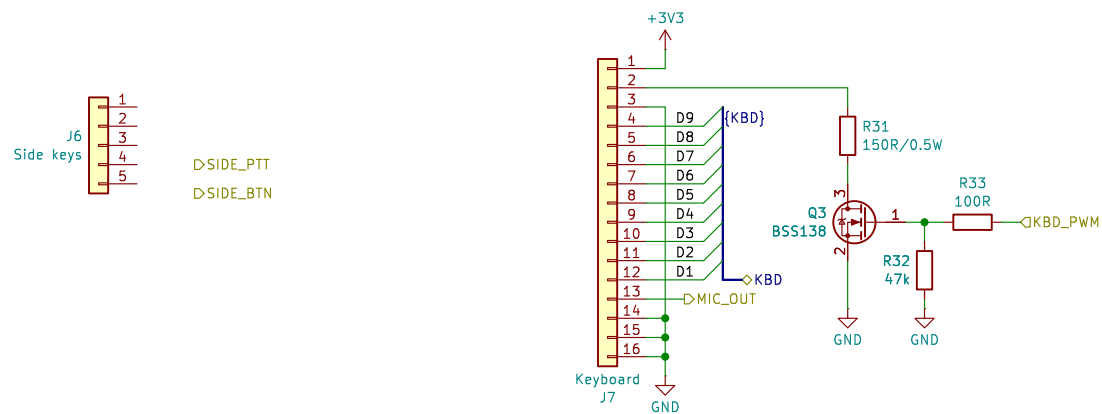 J6
Side keys
1
2
3
4
5
SIDE_PTT
SIDE_BTN
+3V3
1
2
3
4
5
6
7
8
9
10
11
12
13
14
15
16
D9
D8
D7
D6
D5
D4
D3
D2
D1
{KBD}
KBD
MIC_OUT
Keyboard
J7
GND
R31
150R/0.5W
3
Q3
BSS138
1
2
GND
R33
100R
KBD_PWM
R32
47k
GND